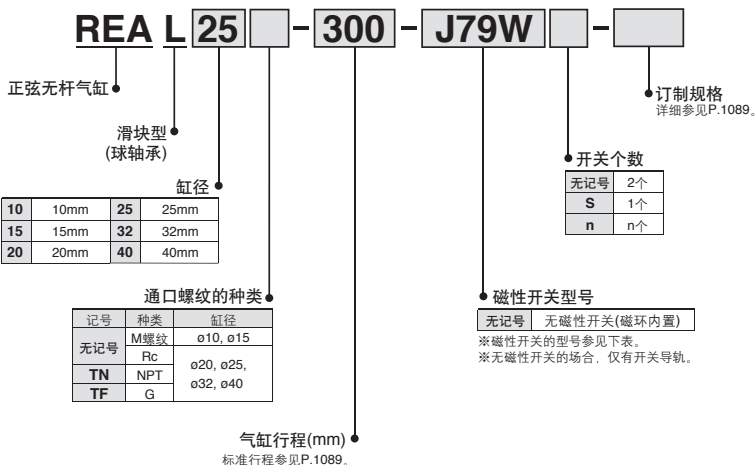 REA L 25 - 300 - J79W -
正弦无杆气缸
滑块型
(球轴承)
缸径
10 10mm 25 25mm
15 15mm 32 32mm
20 20mm 40 40mm
通口螺纹的种类
记号 种类 缸径
无记号 M螺纹 ø10, ø15
Rc ø20, ø25,
ø32, ø40
TN NPT
TF G
气缸行程(mm)
标准行程参见P.1089。
订制规格
详细参见P.1089。
开关个数
无记号 2个
S 1个
n n个
磁性开关型号
无记号 无磁性开关(磁环内置)
※磁性开关的型号参见下表。
※无磁性开关的场合，仅有开关导轨。